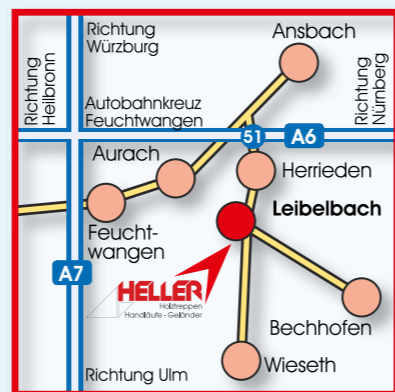 Richtung
Würzburg
Ansbach
Richtung
Heilbronn
Richtung
Nürnberg
Autobahnkreuz
Feuchtwangen
51
A6
Aurach
Herrieden
Leibelbach
Feucht-
wangen
A7
HELLER
Holztreppen
Handläufe · Geländer
Bechhofen
Wieseth
Richtung Ulm